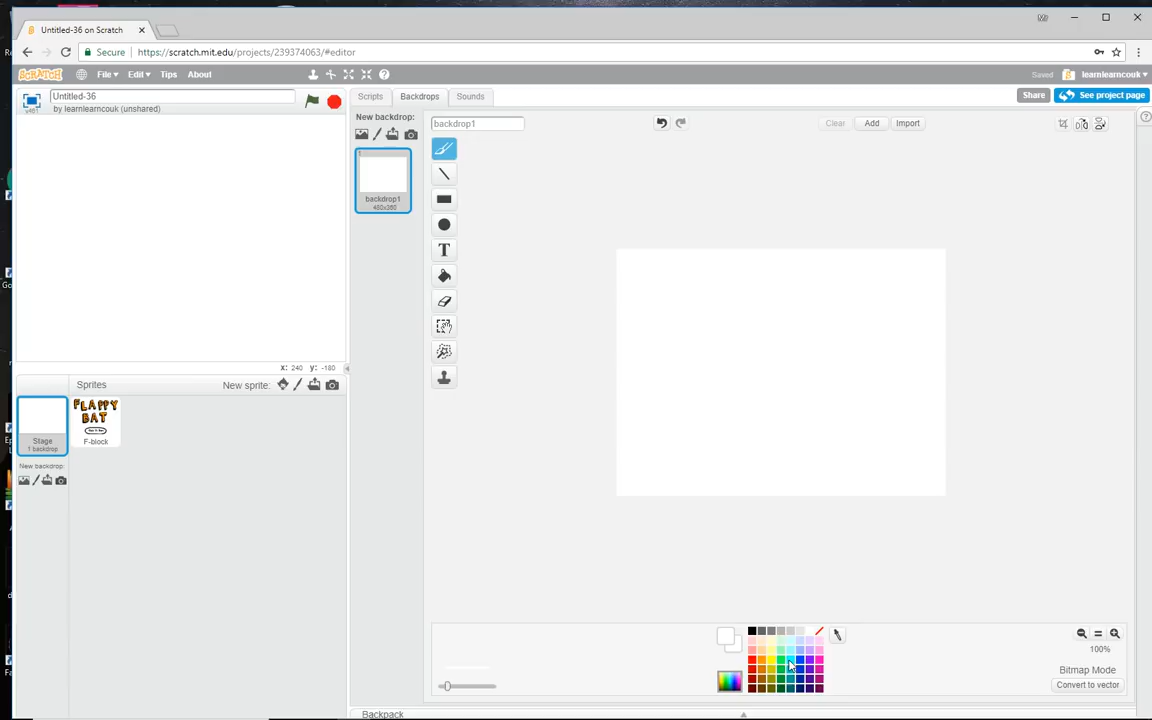 Untitled-36 on Scratch
Secure https://scratch.mit.edu/projects/239374063/#editor
SCRATCH File Edit Tips About Saved learnlearncouk
v461 Untitled-36
by learnlearncouk (unshared)
Scripts Backdrops Sounds
Share See project page
New backdrop:
backdrop1
Clear Add Import
1
backdrop1
480x360
T
x: 240 y: -180
Sprites New sprite:
FLAPPY
BAT
Stage
1 backdrop
F-block
New backdrop:
100%
Bitmap Mode
Convert to vector
Backpack